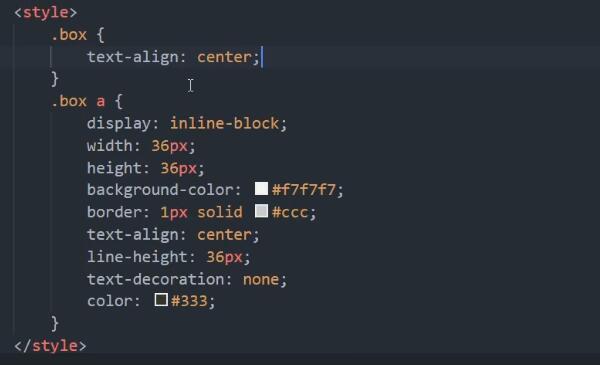 <style>
.box {
text-align: center;
}
.box a {
display: inline-block;
width: 36px;
height: 36px;
background-color: #f7f7f7;
border: 1px solid #ccc;
text-align: center;
line-height: 36px;
text-decoration: none;
color: #333;
}
</style>